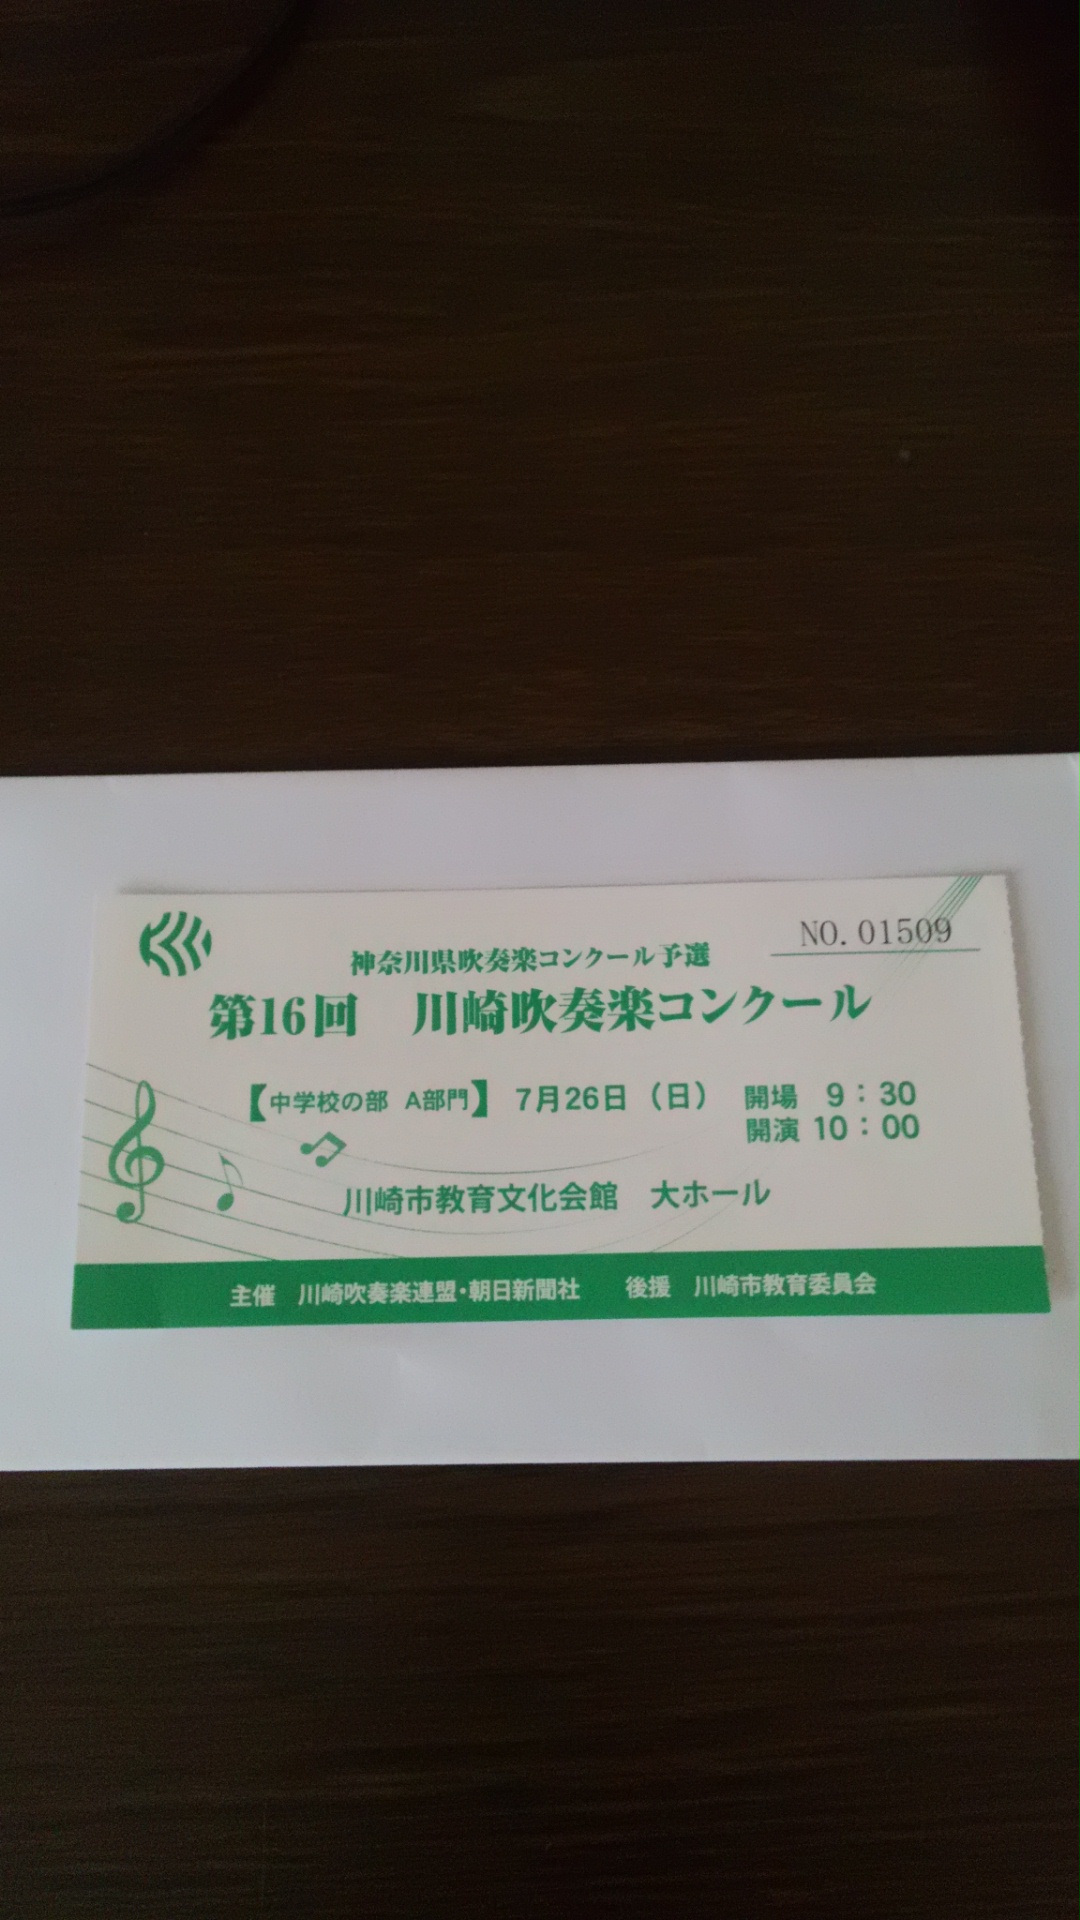 NO.01509
神奈川県吹奏楽コンクール予選
第16回 川崎吹奏楽コンクール
【中学校の部 A部門】 7月26日（日） 開場 9：30
開演 10：00
川崎市教育文化会館 大ホール
主催 川崎吹奏楽連盟・朝日新聞社 後援 川崎市教育委員会